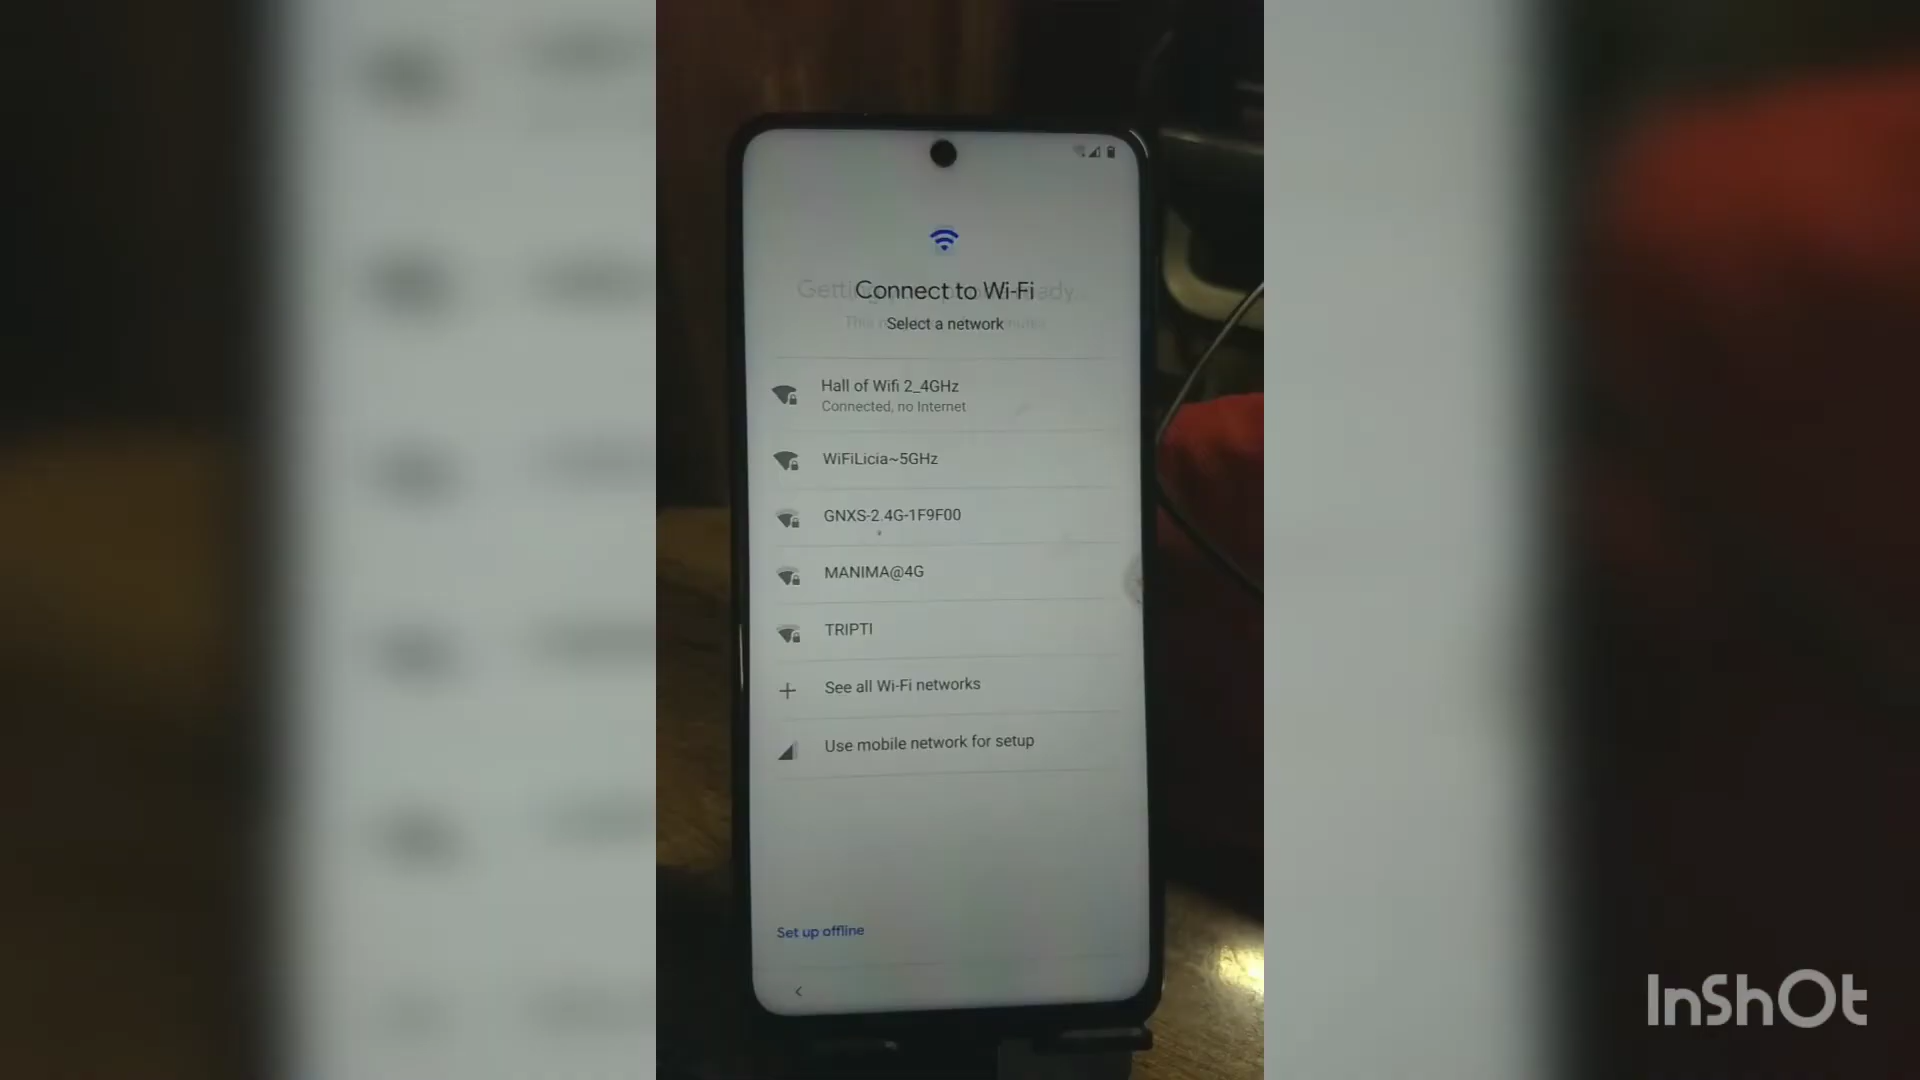 Connect to Wi-Fi
Select a network
Hall of Wifi 2_4GHz
Connected, no Internet
WiFiLicia~5GHz
GNXS-2.4G-1F9F00
MANIMA@4G
TRIPTI
See all Wi-Fi networks
Use mobile network for setup
Set up offline
InShOt